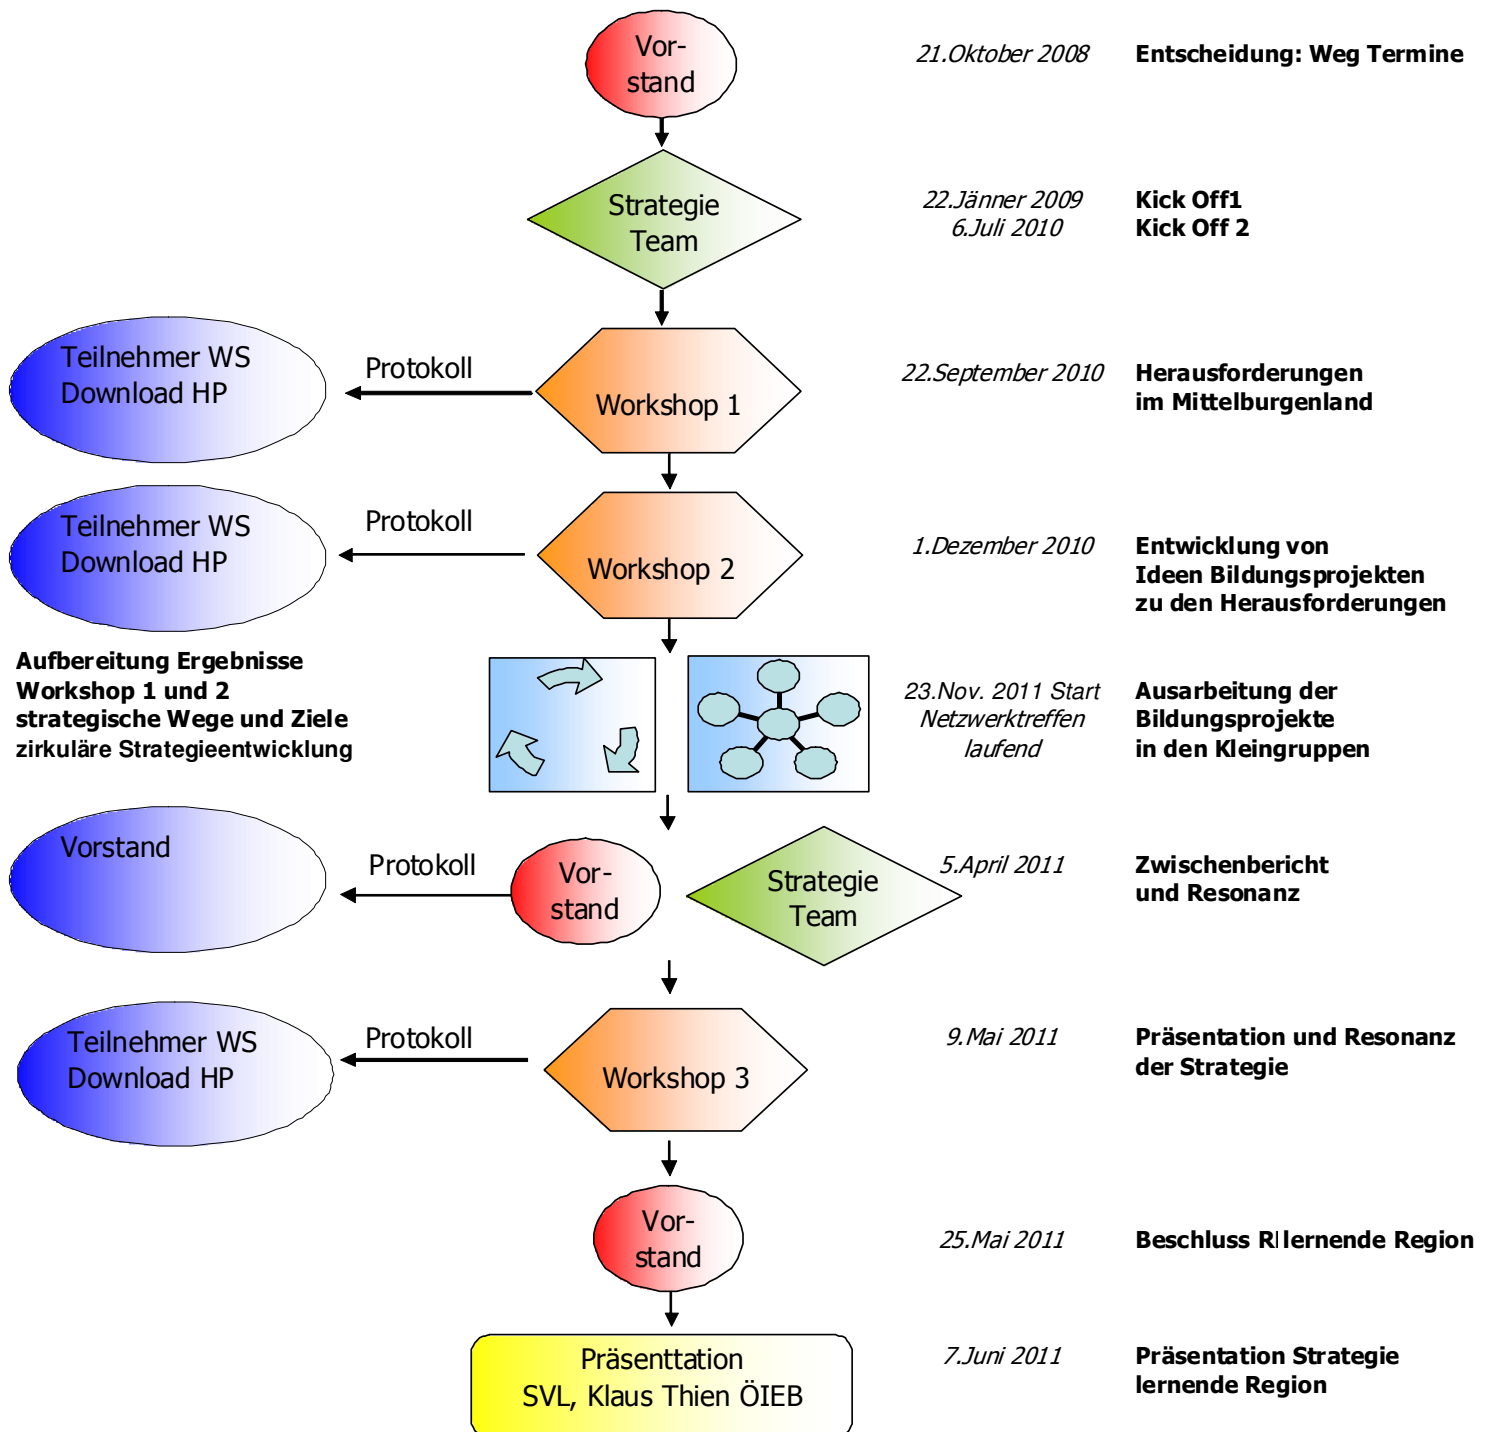 Vor-
stand
21.Oktober 2008
Entscheidung: Weg Termine
Strategie
Team
22.Jänner 2009
6.Juli 2010
Kick Off1
Kick Off 2
Teilnehmer WS
Download HP
Protokoll
Workshop 1
22.September 2010
Herausforderungen
im Mittelburgenland
Teilnehmer WS
Download HP
Protokoll
Workshop 2
1.Dezember 2010
Entwicklung von
Ideen Bildungsprojekten
zu den Herausforderungen
Aufbereitung Ergebnisse
Workshop 1 und 2
strategische Wege und Ziele
zirkuläre Strategieentwicklung
23.Nov. 2011 Start
Netzwerktreffen
laufend
Ausarbeitung der
Bildungsprojekte
in den Kleingruppen
Vorstand
Protokoll
Vor-
stand
Strategie
Team
5.April 2011
Zwischenbericht
und Resonanz
Teilnehmer WS
Download HP
Protokoll
Workshop 3
9.Mai 2011
Präsentation und Resonanz
der Strategie
Vor-
stand
25.Mai 2011
Beschluss Rllernende Region
Präsenttation
SVL, Klaus Thien ÖIEB
7.Juni 2011
Präsentation Strategie
lernende Region